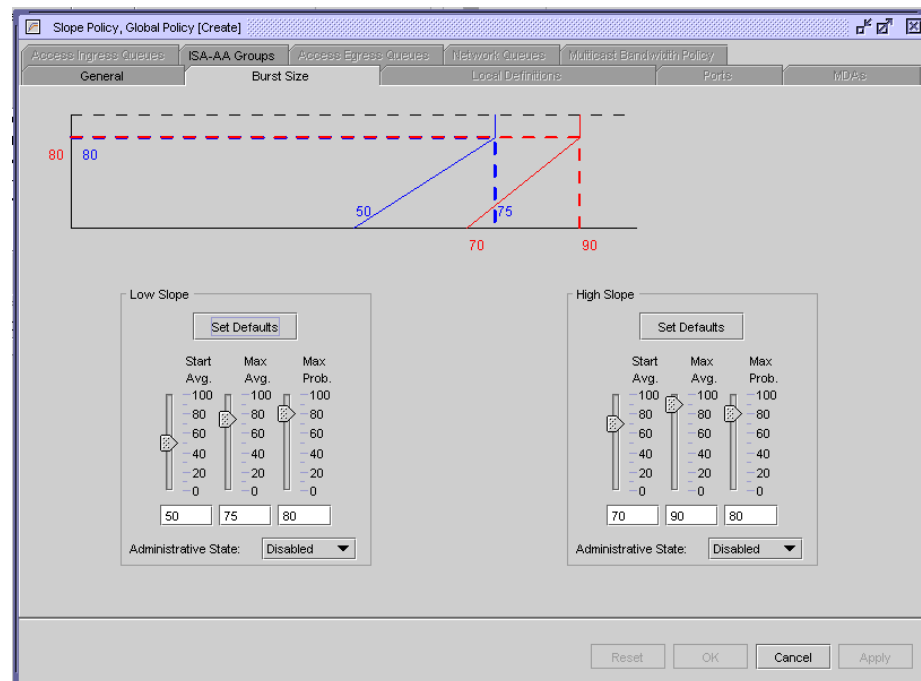 Slope Policy, Global Policy [Create]
Access Ingress Queues ISA-AA Groups Access Egress Queues Network Queues Multicast Bandwidth Policy
General Burst Size Local Definitions Ports MDAs
80 80
50 75
70 90
Low Slope
Set Defaults
Start Max Max
Avg. Avg. Prob.
100 100 100
80 80 80
60 60 60
40 40 40
20 20 20
0 0 0
50 75 80
Administrative State: Disabled
High Slope
Set Defaults
Start Max Max
Avg. Avg. Prob.
100 100 100
80 80 80
60 60 60
40 40 40
20 20 20
0 0 0
70 90 80
Administrative State: Disabled
Reset OK Cancel Apply